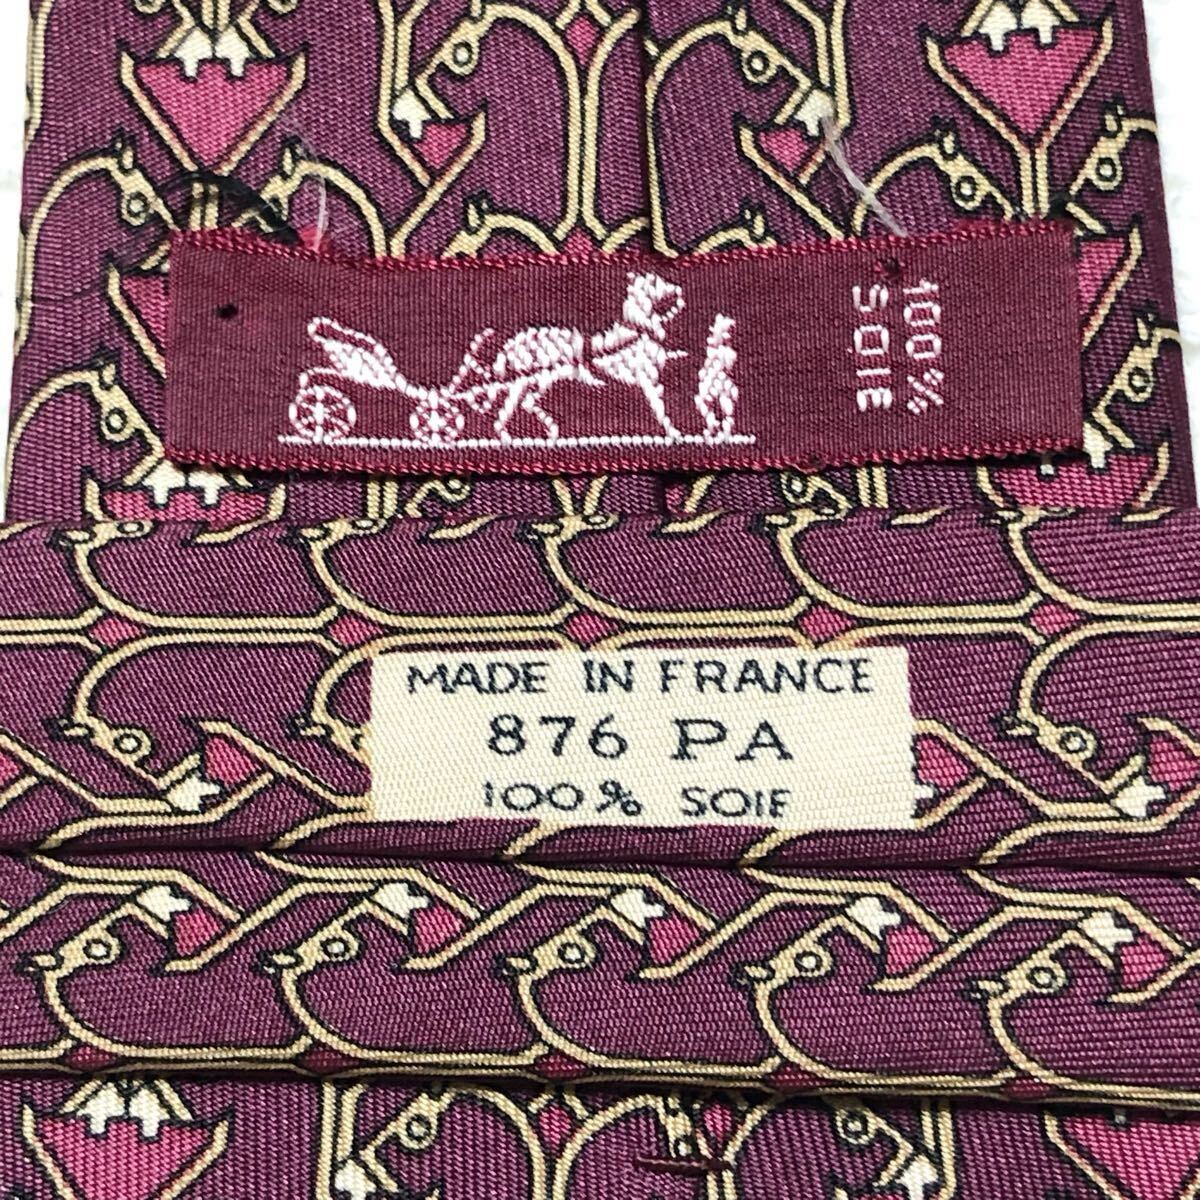 100%
SOIE
MADE IN FRANCE
876 PA
100% SOIE